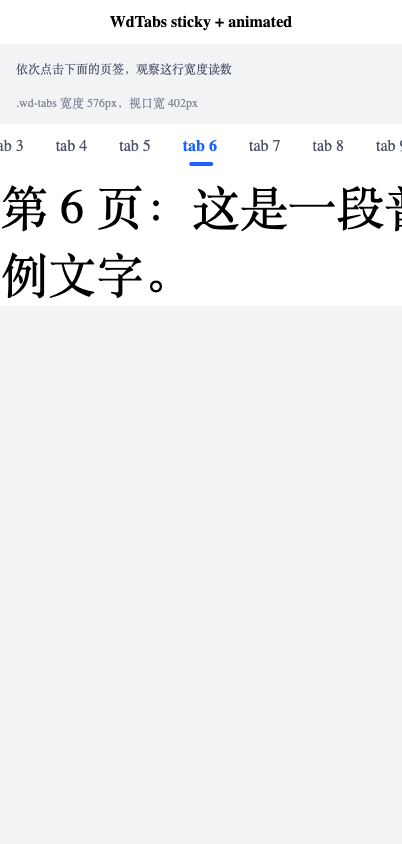 WdTabs sticky + animated
依次点击下面的页签，观察这行宽度读数
.wd-tabs 宽度 576px，视口宽 402px
ab 3 tab 4 tab 5 tab 6 tab 7 tab 8 tab 9
第 6 页：这是一段
例文字。